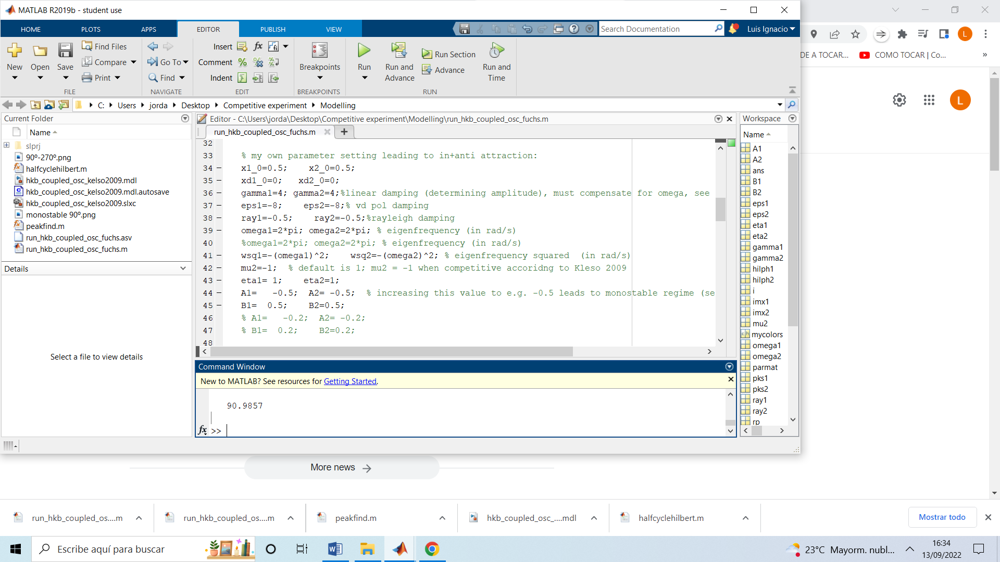 MATLAB R2019b - student use
HOME PLOTS APPS EDITOR PUBLISH VIEW
Search Documentation
Luis Ignacio
New
Open
Save
Find Files
Compare
Print
FILE
Go To
Find
NAVIGATE
Insert
Comment
Indent
EDIT
Breakpoints
BREAKPOINTS
Run
Run and Advance
Run Section
Advance
Run and Time
RUN
L
DE A TOCAR...
COMO TOCAR | Co...
»
L
C: Users jorda Desktop Competitive experiment Modelling
Current Folder
Name
slprj
90º-270º.png
halfcyclehilbert.m
hkb_coupled_osc_kelso2009.mdl
hkb_coupled_osc_kelso2009.mdl.autosave
hkb_coupled_osc_kelso2009.slxc
monostable 90º.png
peakfind.m
run_hkb_coupled_osc_fuchs.asv
run_hkb_coupled_osc_fuchs.m
Details
Select a file to view details
Editor - C:\Users\jorda\Desktop\Competitive experiment\Modelling\run_hkb_coupled_osc_fuchs.m
run_hkb_coupled_osc_fuchs.m
32
33 % my own parameter setting leading to in+anti attraction:
34 – x1_0=0.5; x2_0=0.5;
35 – xd1_0=0; xd2_0=0;
36 – gamma1=4; gamma2=4;%linear damping (determining amplitude), must compensate for omega, see
37 – eps1=-8; eps2=-8;% vd pol damping
38 – ray1=-0.5; ray2=-0.5;%rayleigh damping
39 – omega1=2*pi; omega2=2*pi; % eigenfrequency (in rad/s)
40 %omega1=2*pi; omega2=2*pi; % eigenfrequency (in rad/s)
41 – wsq1=-(omega1)^2; wsq2=-(omega2)^2; % eigenfrequency squared (in rad/s)
42 – mu2=-1; % default is 1; mu2 = -1 when competitive accoridng to Kleso 2009
43 – eta1= 1; eta2=1;
44 – A1= -0.5; A2= -0.5; % increasing this value to e.g. -0.5 leads to monostable regime (se
45 – B1= 0.5; B2=0.5;
46 % A1= -0.2; A2= -0.2;
47 % B1= 0.2; B2=0.2;
48
Command Window
New to MATLAB? See resources for Getting Started.
90.9857
fx >>
Workspace
Name
A1
A2
ans
B1
B2
eps1
eps2
eta1
eta2
gamma1
gamma2
hilph1
hilph2
i
imx1
imx2
mu2
mycolors
omega1
omega2
parmat
pks1
pks2
ray1
ray2
rp
More news
run_hkb_coupled_os....m
run_hkb_coupled_os....m
peakfind.m
hkb_coupled_osc_....mdl
halfcyclehilbert.m
Mostrar todo
Escribe aquí para buscar
23°C Mayorm. nubl...
16:34
13/09/2022